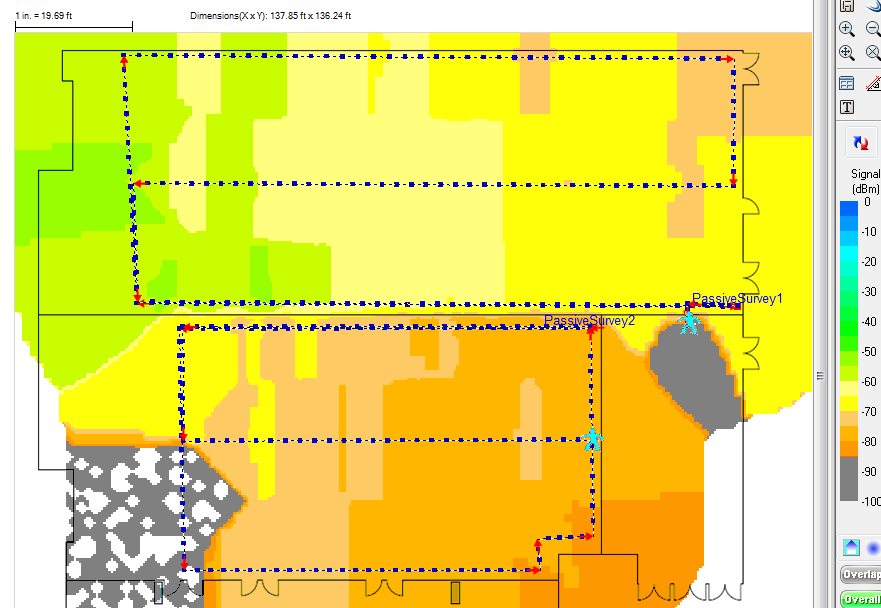 1 in. = 19.69 ft
Dimensions(X x Y): 137.85 ft x 136.24 ft
T
Signal
(dBm)
0
-10
-20
-30
-40
-50
-60
-70
-80
-90
-100
PassiveSurvey1
PassiveSurvey2
Overlap
Overall